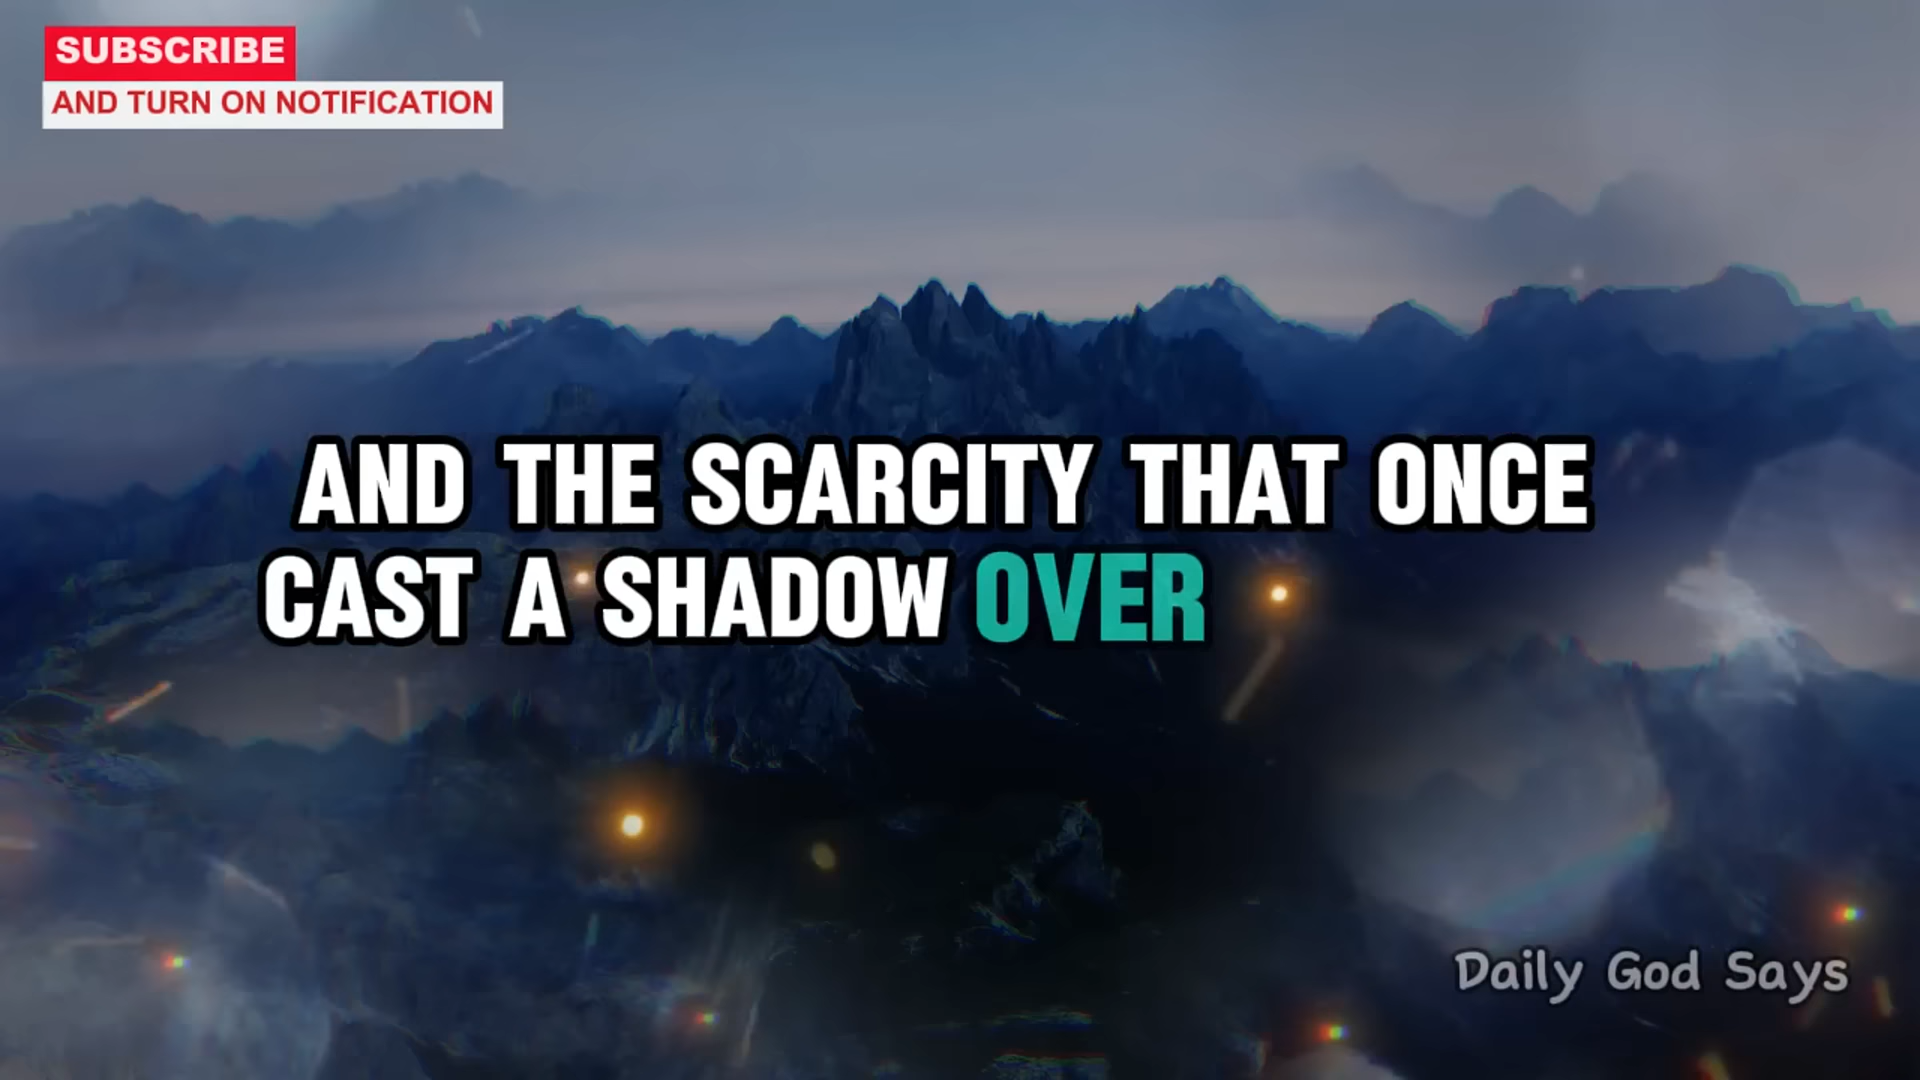 SUBSCRIBE
AND TURN ON NOTIFICATION
AND THE SCARCITY THAT ONCE
CAST A SHADOW OVER
Daily God Says